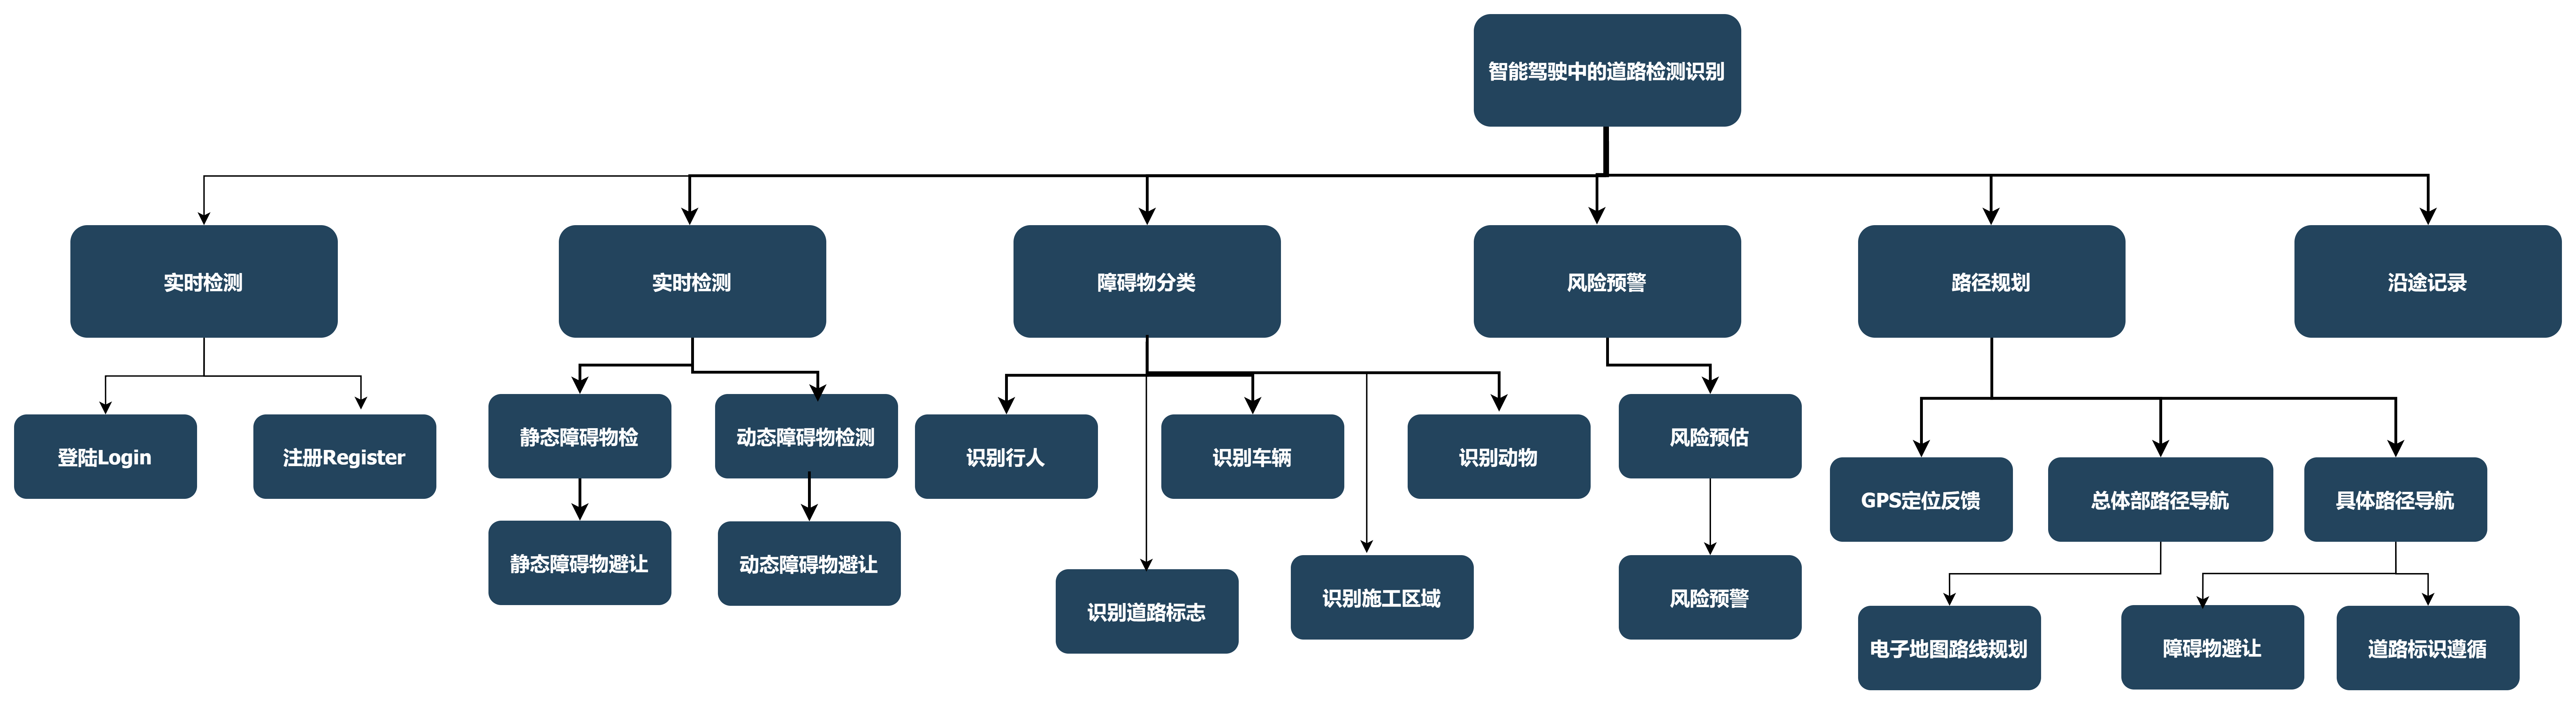 智能驾驶中的道路检测识别
实时检测
实时检测
障碍物分类
风险预警
路径规划
沿途记录
登陆Login
注册Register
静态障碍物检
动态障碍物检测
识别行人
识别车辆
识别动物
风险预估
GPS定位反馈
总体部路径导航
具体路径导航
静态障碍物避让
动态障碍物避让
识别道路标志
识别施工区域
风险预警
电子地图路线规划
障碍物避让
道路标识遵循